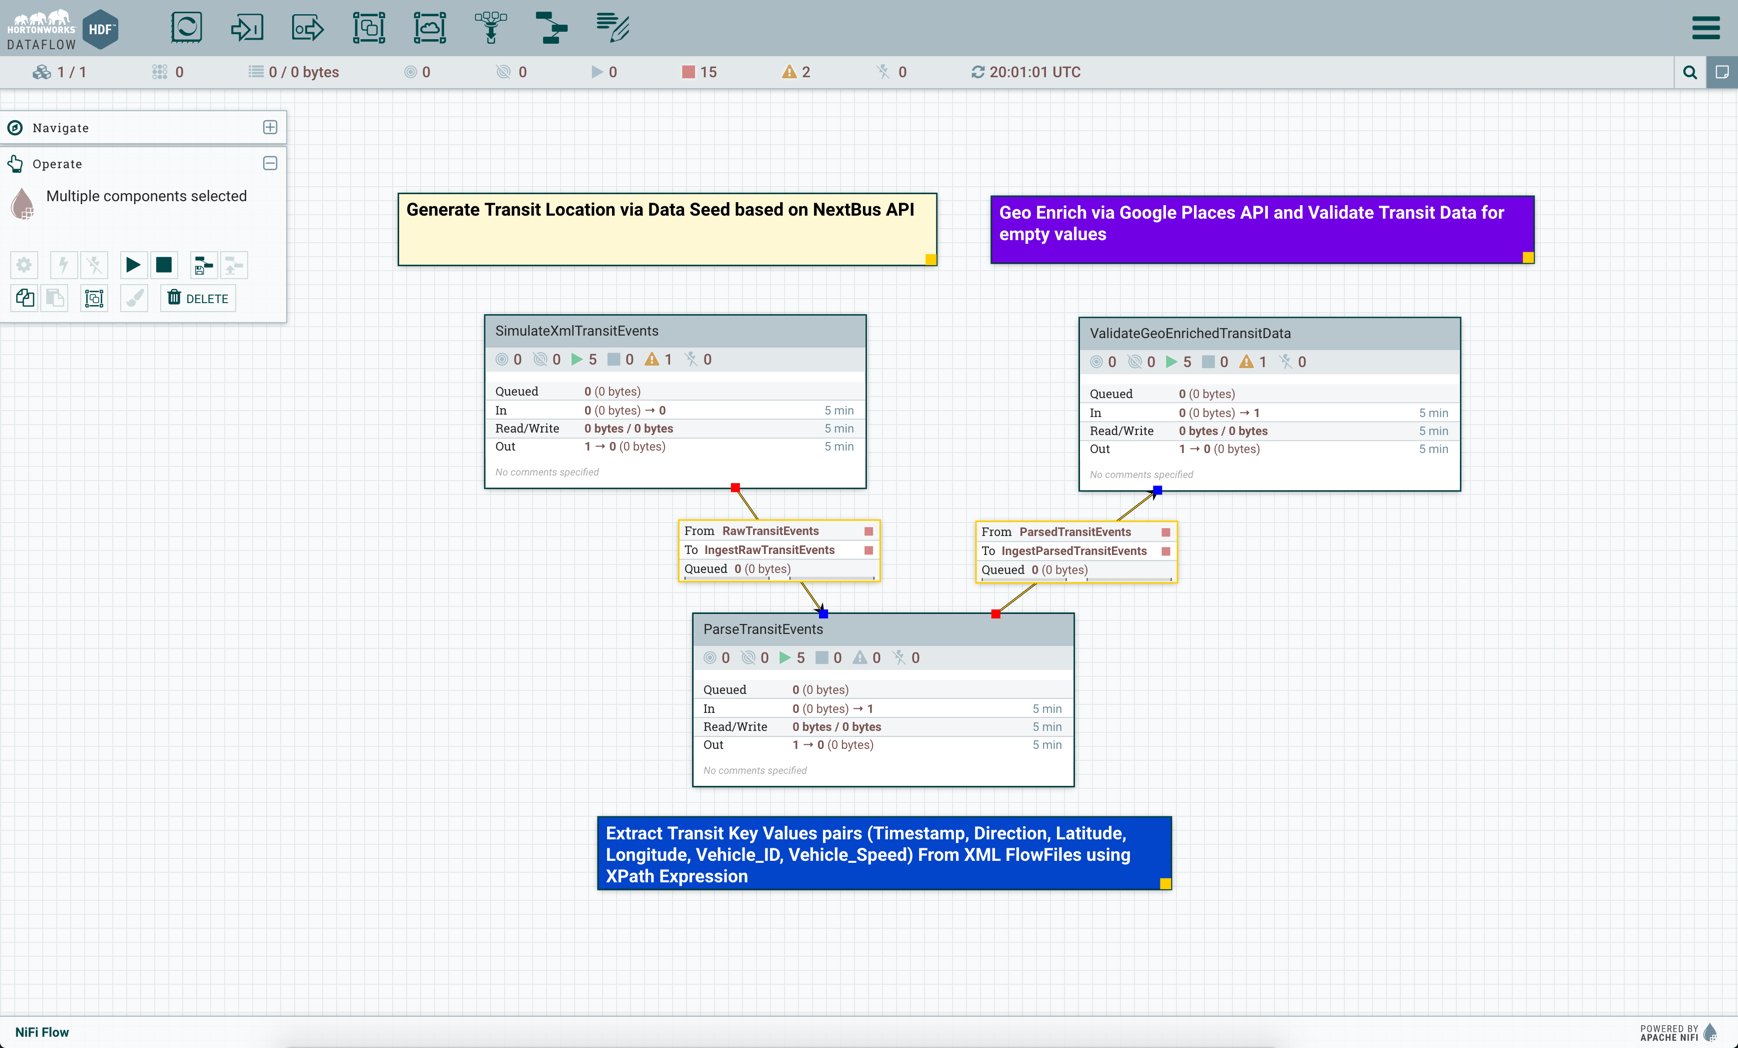 HORTONWORKS
DATAFLOW
HDF™
1 / 1
0
0 / 0 bytes
0
0
0
15
2
0
20:01:01 UTC
Navigate
Operate
Multiple components selected
DELETE
Generate Transit Location via Data Seed based on NextBus API
Geo Enrich via Google Places API and Validate Transit Data for
empty values
SimulateXmlTransitEvents
0 0 5 0 1 0
Queued 0 (0 bytes)
In 0 (0 bytes) → 0 5 min
Read/Write 0 bytes / 0 bytes 5 min
Out 1 → 0 (0 bytes) 5 min
No comments specified
ValidateGeoEnrichedTransitData
0 0 5 0 1 0
Queued 0 (0 bytes)
In 0 (0 bytes) → 1 5 min
Read/Write 0 bytes / 0 bytes 5 min
Out 1 → 0 (0 bytes) 5 min
No comments specified
From RawTransitEvents
To IngestRawTransitEvents
Queued 0 (0 bytes)
From ParsedTransitEvents
To IngestParsedTransitEvents
Queued 0 (0 bytes)
ParseTransitEvents
0 0 5 0 0 0
Queued 0 (0 bytes)
In 0 (0 bytes) → 1 5 min
Read/Write 0 bytes / 0 bytes 5 min
Out 1 → 0 (0 bytes) 5 min
No comments specified
Extract Transit Key Values pairs (Timestamp, Direction, Latitude,
Longitude, Vehicle_ID, Vehicle_Speed) From XML FlowFiles using
XPath Expression
NiFi Flow
POWERED BY
APACHE NIFI